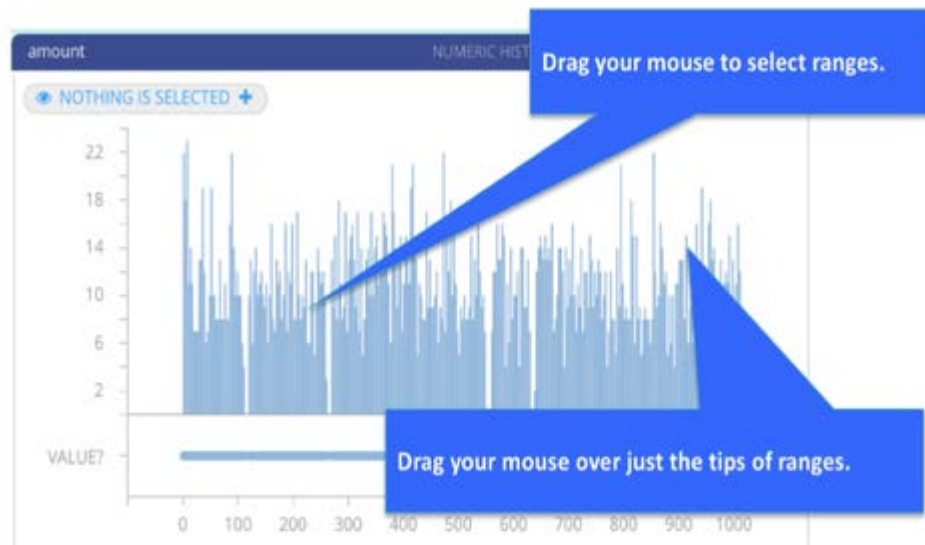 amount
NUMERIC HIST
Drag your mouse to select ranges.
NOTHING IS SELECTED +
22
18
14
10
6
2
Drag your mouse over just the tips of ranges.
VALUE?
0 100 200 300 400 500 600 700 800 900 1000